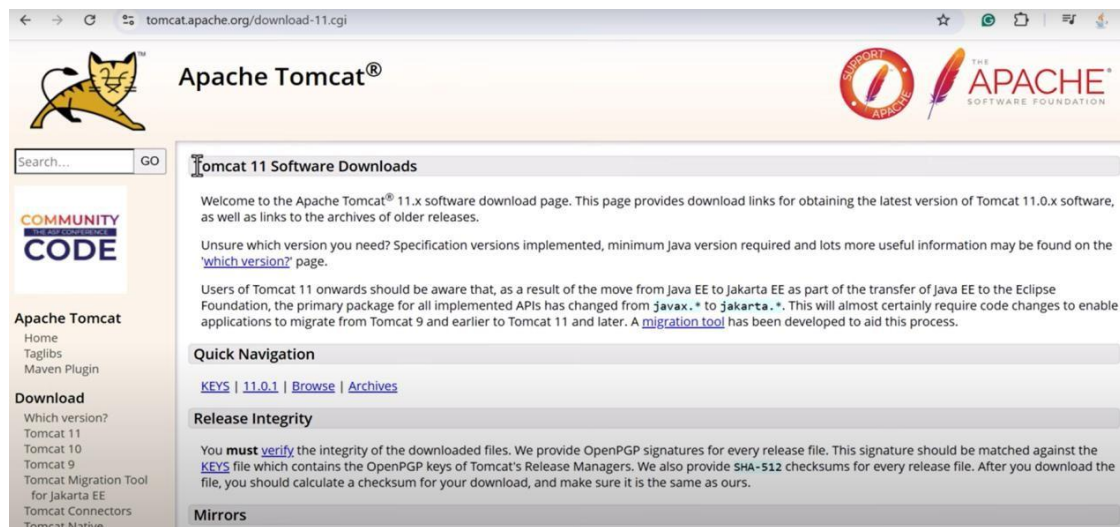 tomcat.apache.org/download-11.cgi
TM
Apache Tomcat®
SUPPORT
APACHE
THE
APACHE®
SOFTWARE FOUNDATION
Search...
GO
COMMUNITY
THE ASF CONFERENCE
CODE
Apache Tomcat
Home
Taglibs
Maven Plugin
Download
Which version?
Tomcat 11
Tomcat 10
Tomcat 9
Tomcat Migration Tool
for Jakarta EE
Tomcat Connectors
Tomcat Native
Tomcat 11 Software Downloads
Welcome to the Apache Tomcat® 11.x software download page. This page provides download links for obtaining the latest version of Tomcat 11.0.x software,
as well as links to the archives of older releases.
Unsure which version you need? Specification versions implemented, minimum Java version required and lots more useful information may be found on the
'which version?' page.
Users of Tomcat 11 onwards should be aware that, as a result of the move from Java EE to Jakarta EE as part of the transfer of Java EE to the Eclipse
Foundation, the primary package for all implemented APIs has changed from javax.* to jakarta.*. This will almost certainly require code changes to enable
applications to migrate from Tomcat 9 and earlier to Tomcat 11 and later. A migration tool has been developed to aid this process.
Quick Navigation
KEYS | 11.0.1 | Browse | Archives
Release Integrity
You must verify the integrity of the downloaded files. We provide OpenPGP signatures for every release file. This signature should be matched against the
KEYS file which contains the OpenPGP keys of Tomcat's Release Managers. We also provide SHA-512 checksums for every release file. After you download the
file, you should calculate a checksum for your download, and make sure it is the same as ours.
Mirrors